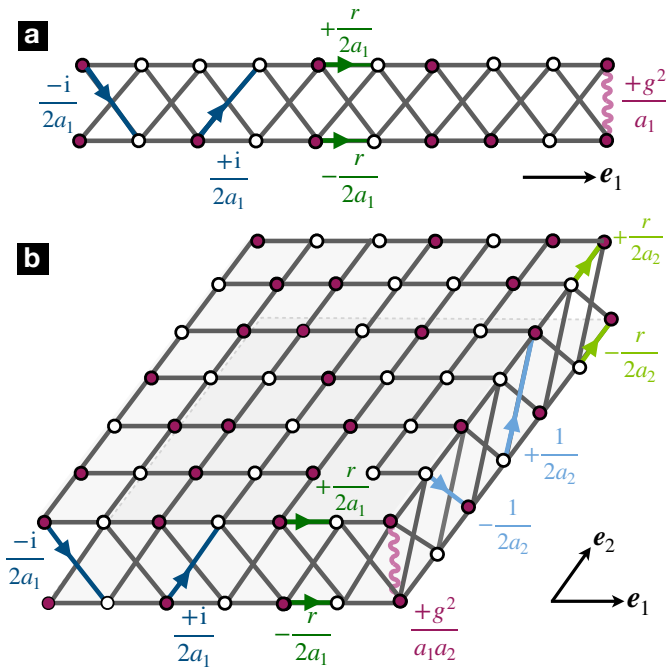 a
+r/2a₁
−i/2a₁
+g²/a₁
+i/2a₁
−r/2a₁
e₁
b
+r/2a₂
−r/2a₂
+r/2a₁
+1/2a₂
−1/2a₂
−i/2a₁
e₂
+i/2a₁
−r/2a₁
+g²/a₁a₂
e₁